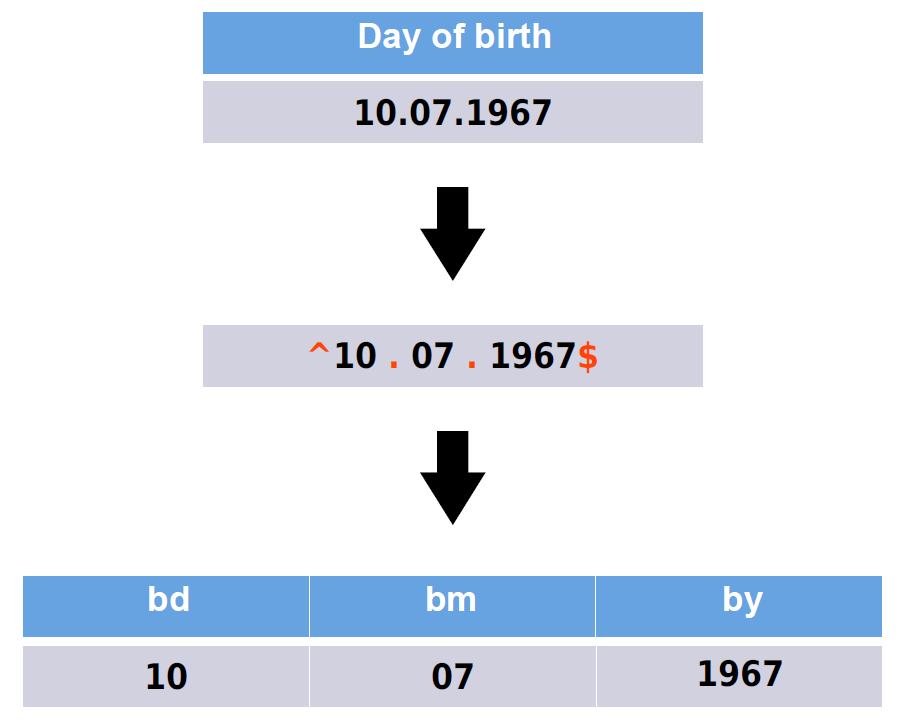 Day of birth
10.07.1967
^10 . 07 . 1967$
bd bm by
10 07 1967